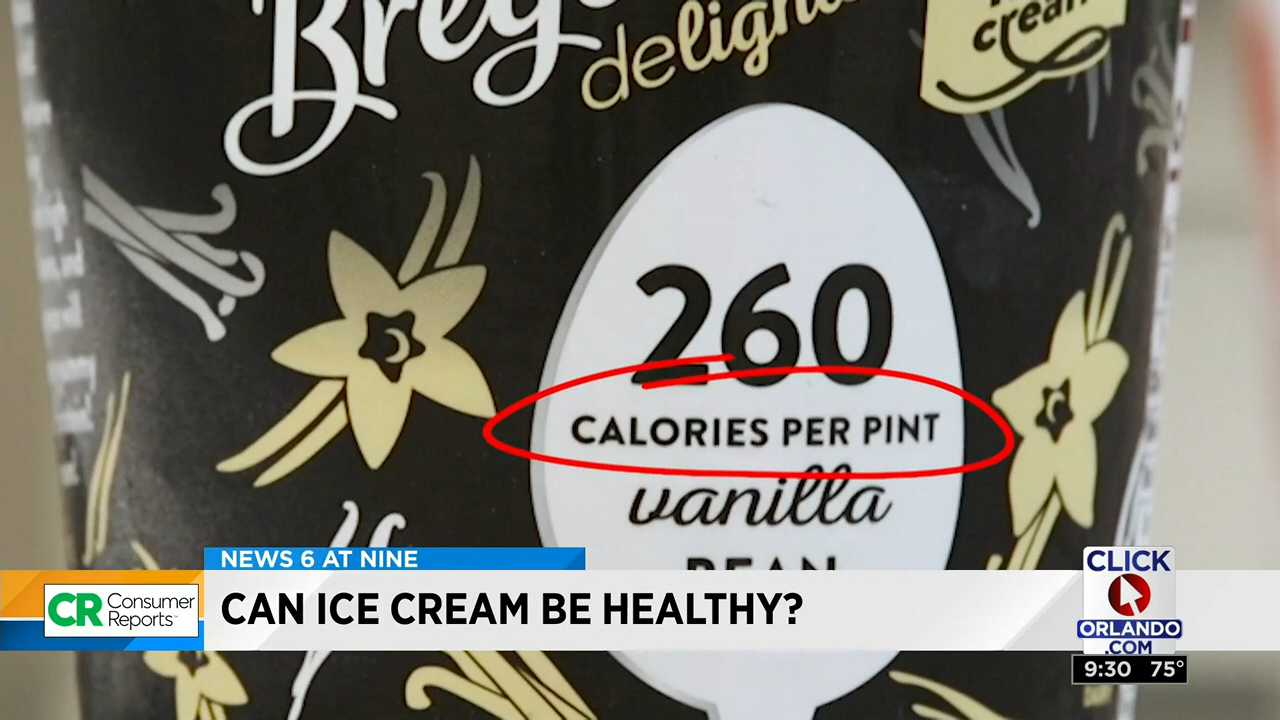 delights
cream
260
CALORIES PER PINT
vanilla
BEAN
NEWS 6 AT NINE
CR Consumer
Reports
CAN ICE CREAM BE HEALTHY?
CLICK
ORLANDO
.COM
9:30 75°